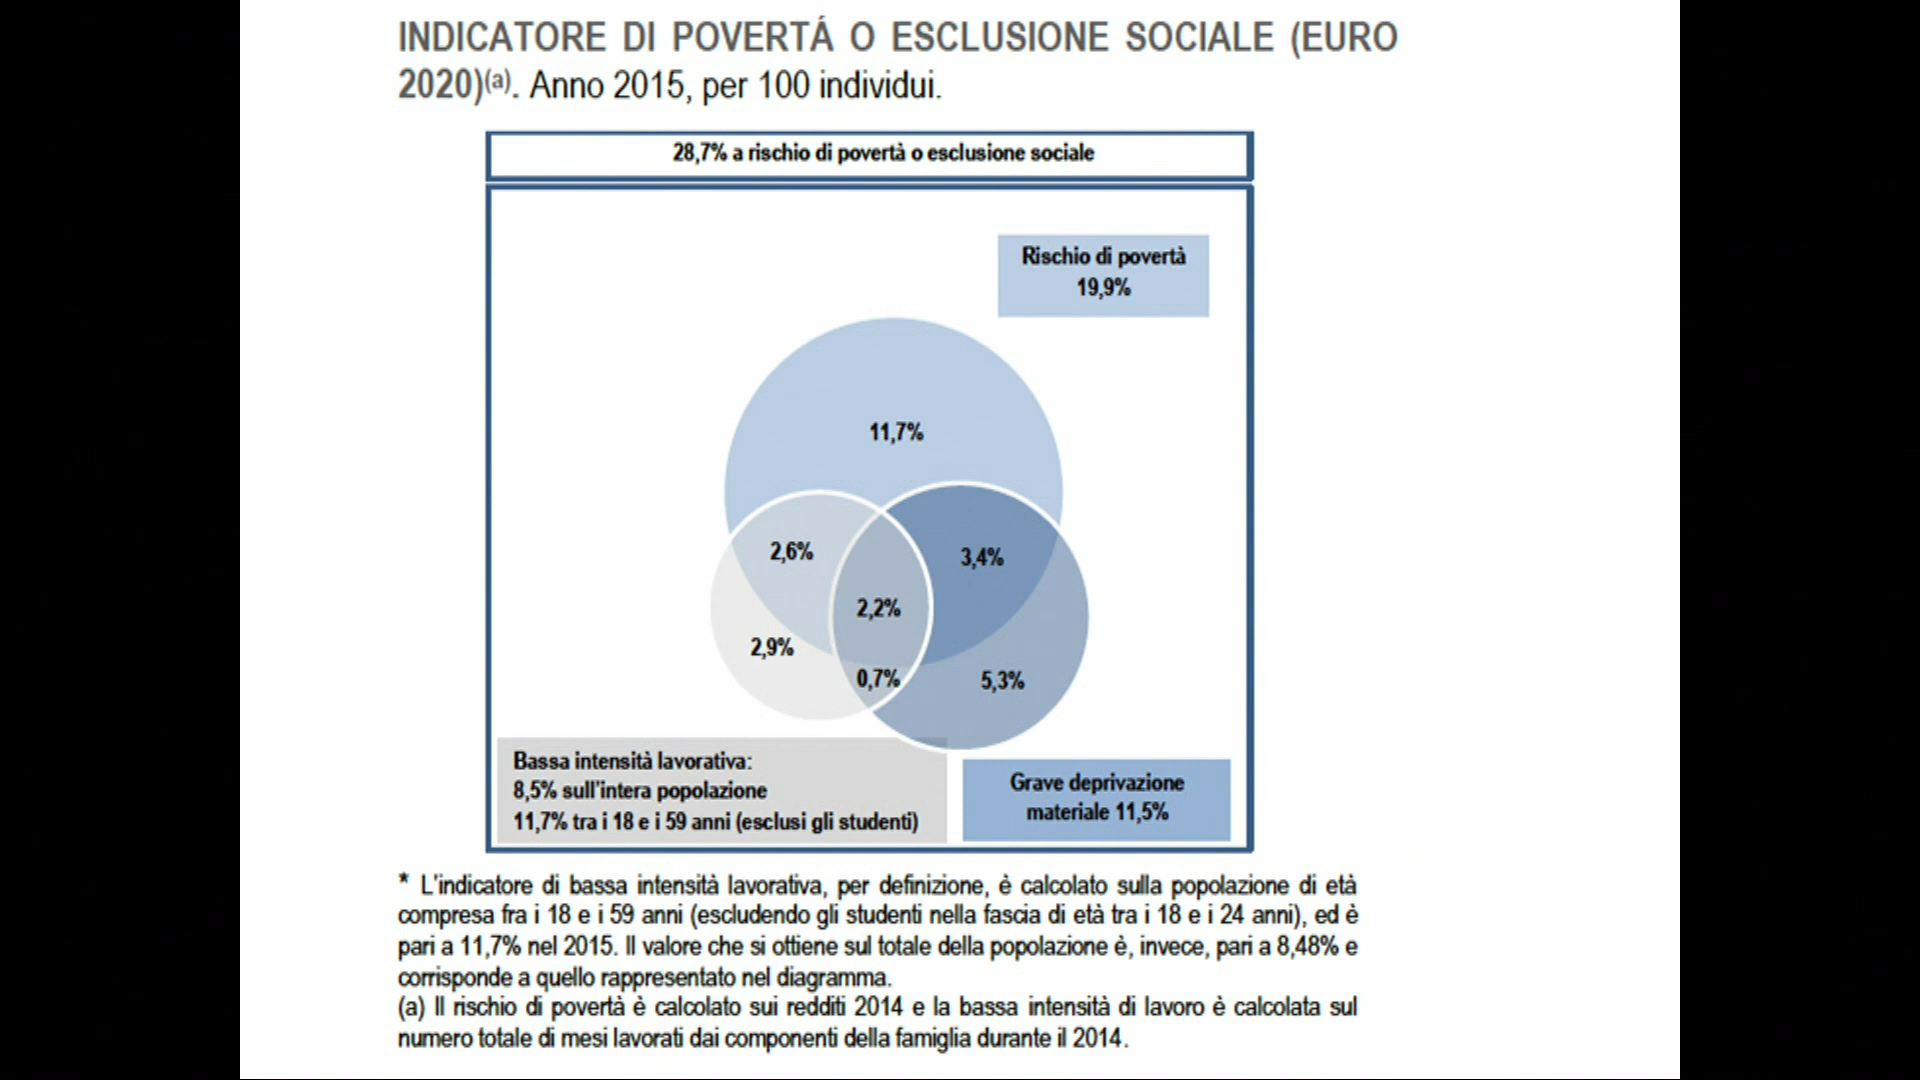 INDICATORE DI POVERTÁ O ESCLUSIONE SOCIALE (EURO
2020)(a). Anno 2015, per 100 individui.
28,7% a rischio di povertà o esclusione sociale
Rischio di povertà
19,9%
11,7%
2,6%
3,4%
2,2%
2,9%
0,7%
5,3%
Bassa intensità lavorativa:
8,5% sull'intera popolazione
11,7% tra i 18 e i 59 anni (esclusi gli studenti)
Grave deprivazione
materiale 11,5%
* L'indicatore di bassa intensità lavorativa, per definizione, è calcolato sulla popolazione di età
compresa fra i 18 e i 59 anni (escludendo gli studenti nella fascia di età tra i 18 e i 24 anni), ed è
pari a 11,7% nel 2015. Il valore che si ottiene sul totale della popolazione è, invece, pari a 8,48% e
corrisponde a quello rappresentato nel diagramma.
(a) Il rischio di povertà è calcolato sui redditi 2014 e la bassa intensità di lavoro è calcolata sul
numero totale di mesi lavorati dai componenti della famiglia durante il 2014.